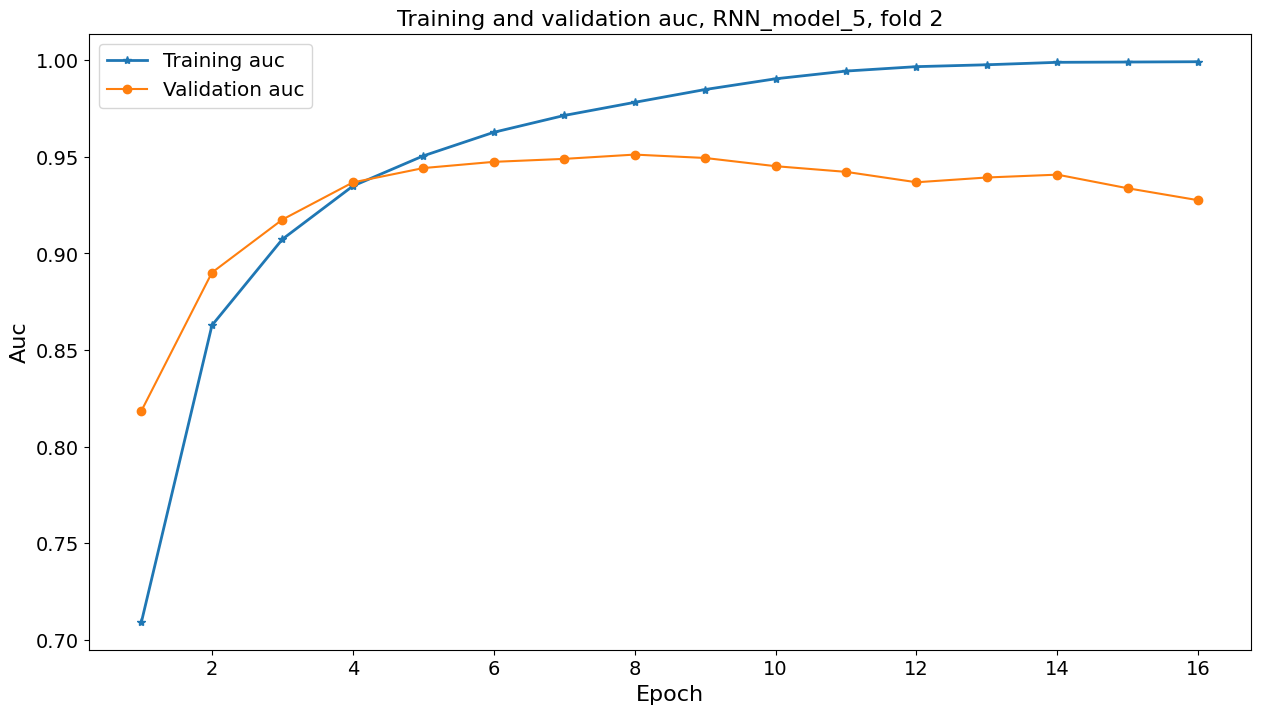 Training and validation auc, RNN_model_5, fold 2
Training auc
Validation auc
1.00
0.95
0.90
0.85
0.80
0.75
0.70
Auc
2 4 6 8 10 12 14 16
Epoch